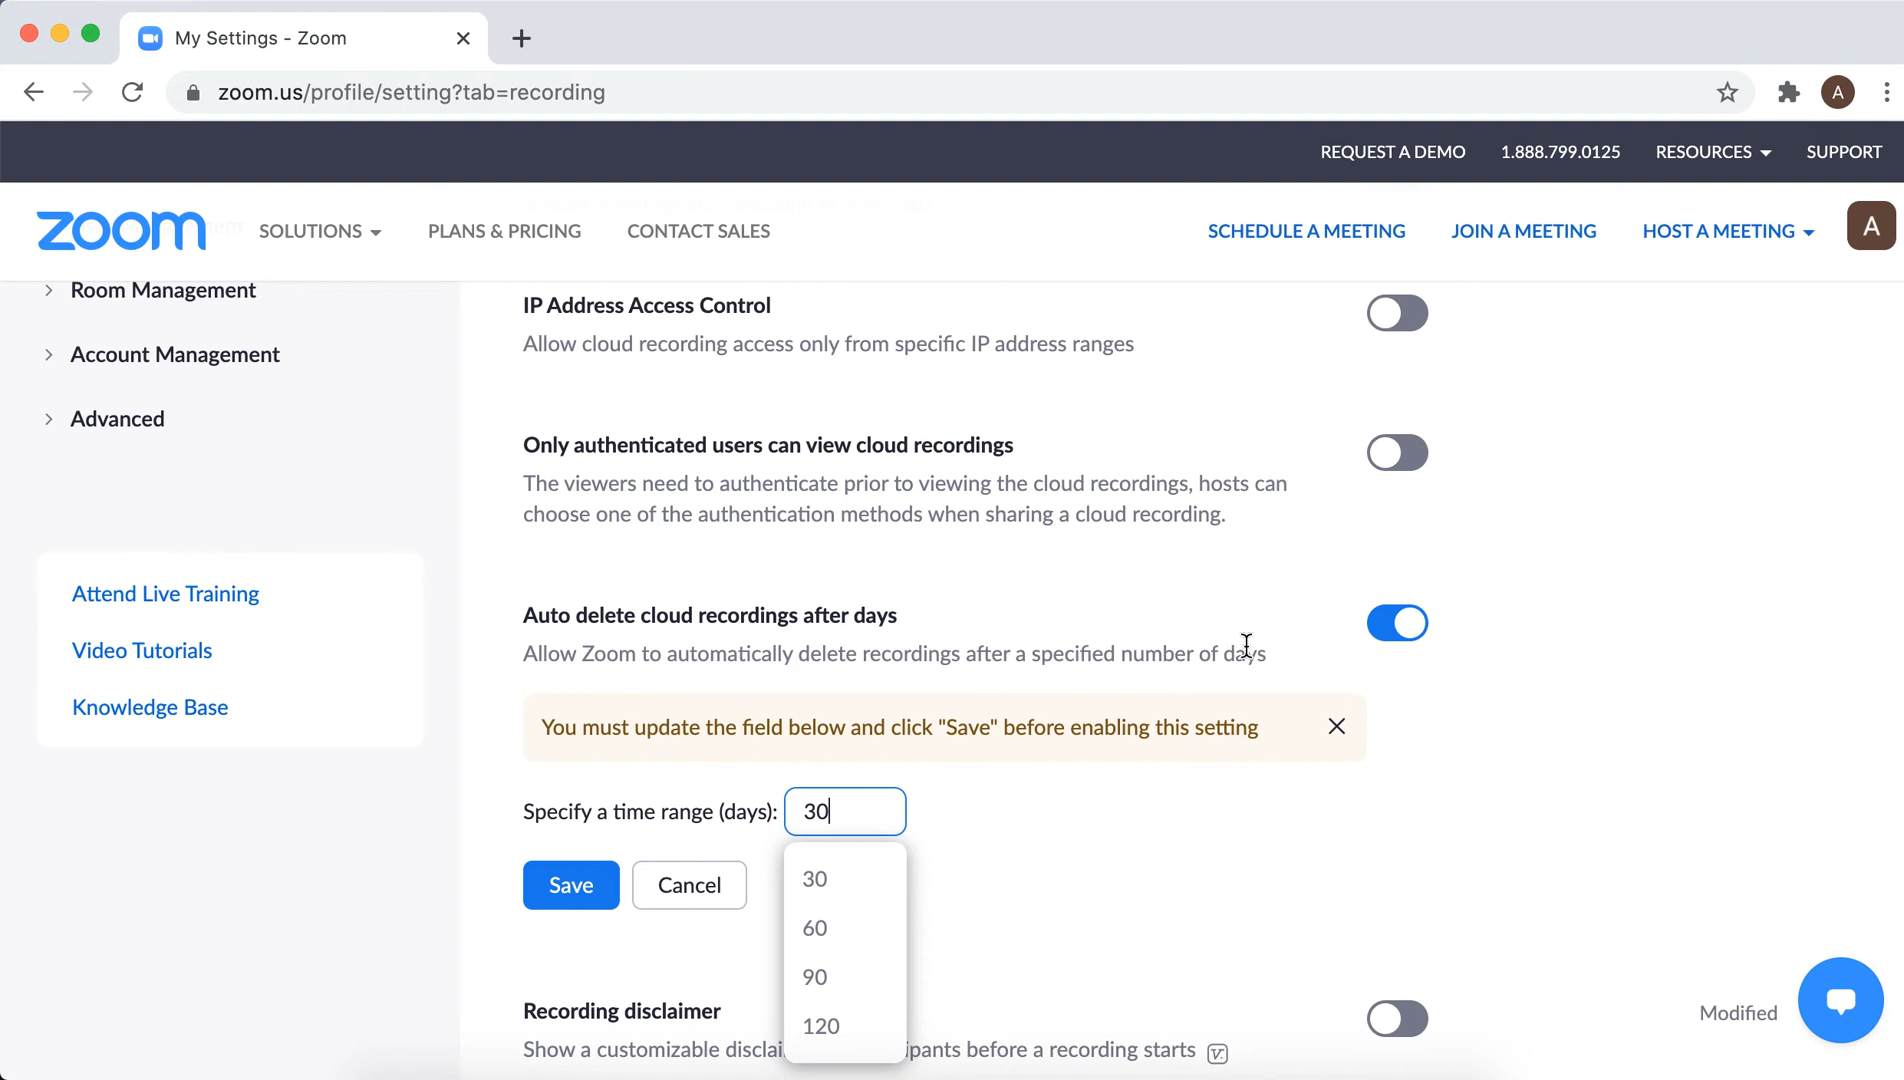 My Settings - Zoom
zoom.us/profile/setting?tab=recording
A
REQUEST A DEMO
1.888.799.0125
RESOURCES
SUPPORT
zoom
SOLUTIONS
PLANS & PRICING
CONTACT SALES
SCHEDULE A MEETING
JOIN A MEETING
HOST A MEETING
A
Room Management
Account Management
Advanced
Attend Live Training
Video Tutorials
Knowledge Base
IP Address Access Control
Allow cloud recording access only from specific IP address ranges
Only authenticated users can view cloud recordings
The viewers need to authenticate prior to viewing the cloud recordings, hosts can
choose one of the authentication methods when sharing a cloud recording.
Auto delete cloud recordings after days
Allow Zoom to automatically delete recordings after a specified number of days
You must update the field below and click "Save" before enabling this setting
Specify a time range (days): 30
Save
Cancel
30
60
90
120
Recording disclaimer
Modified
Show a customizable disclai ipants before a recording starts